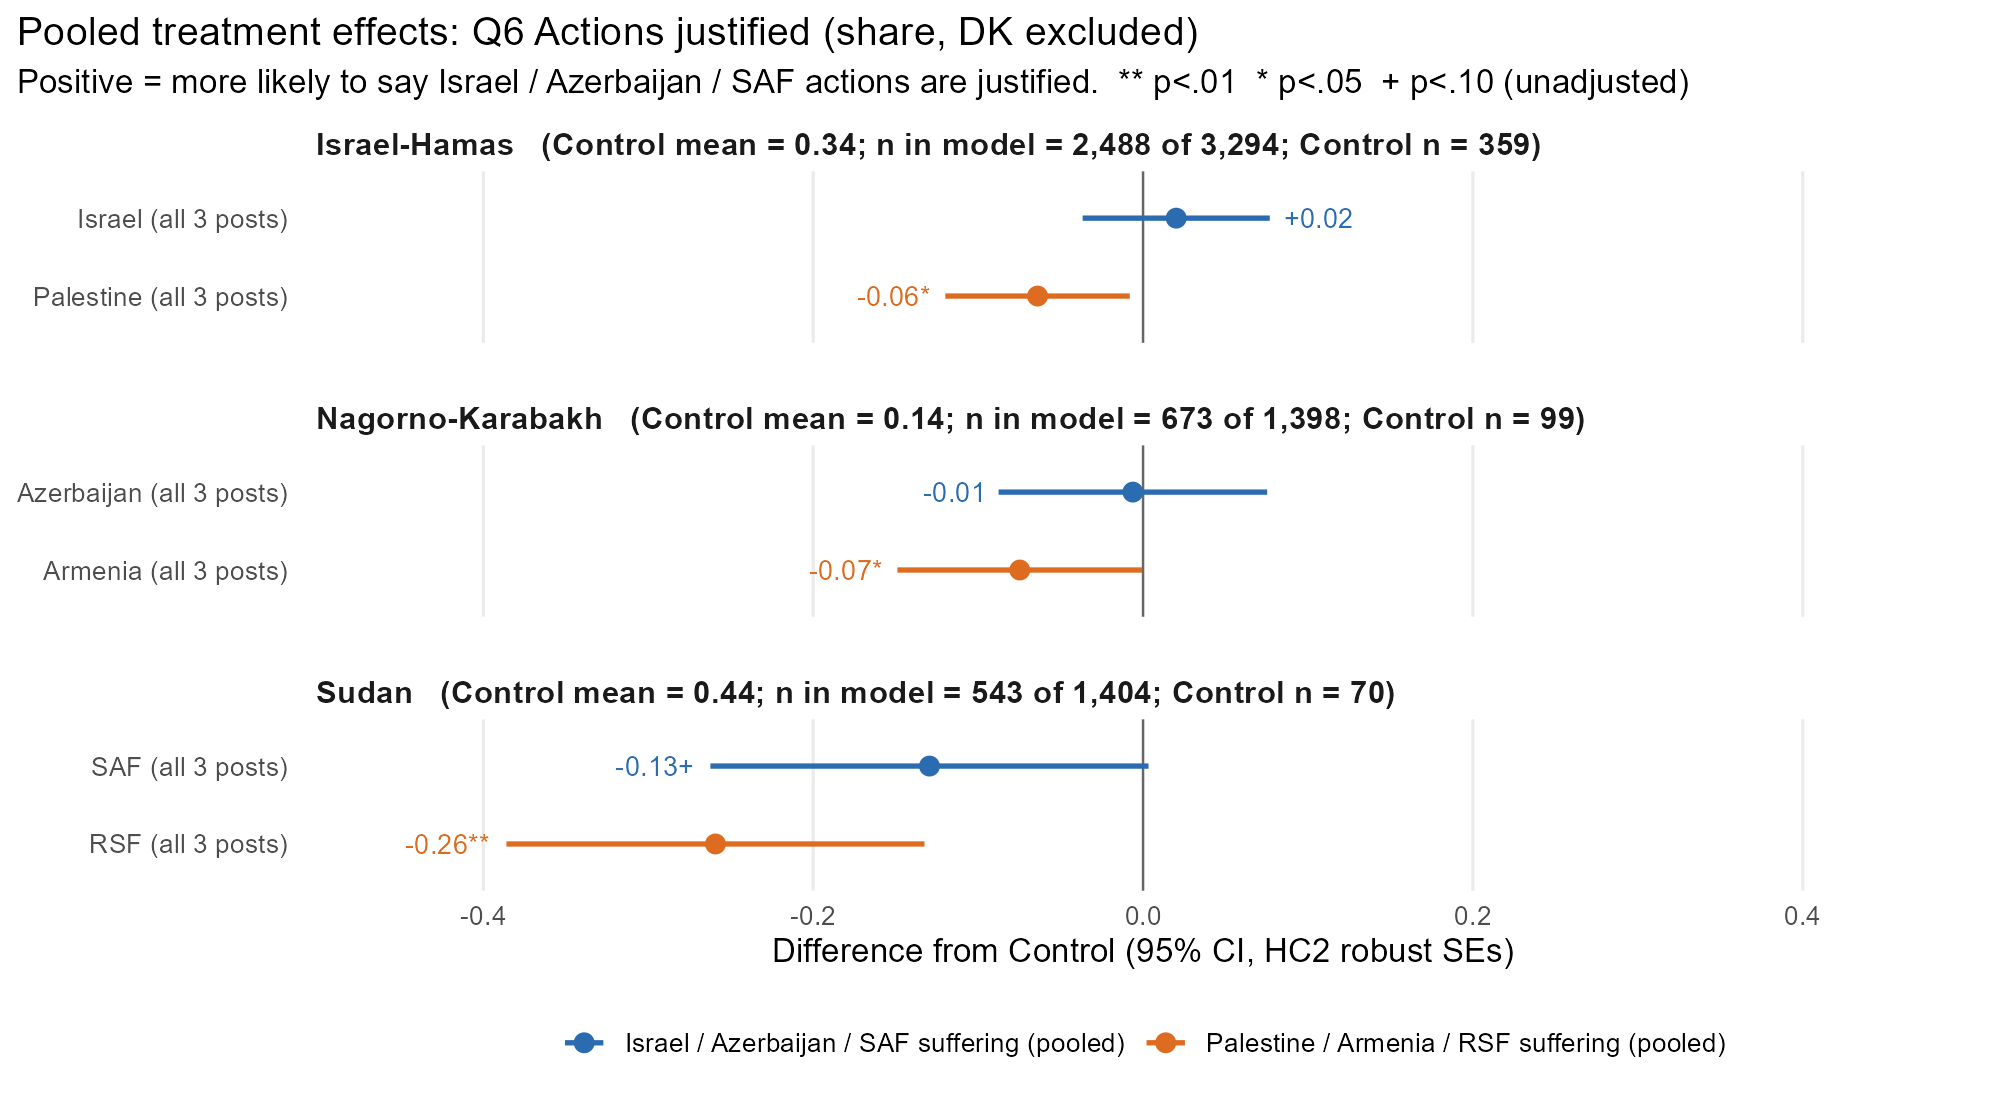 Pooled treatment effects: Q6 Actions justified (share, DK excluded)
Positive = more likely to say Israel / Azerbaijan / SAF actions are justified.  ** p<.01  * p<.05  + p<.10 (unadjusted)
Israel-Hamas   (Control mean = 0.34; n in model = 2,488 of 3,294; Control n = 359)
Israel (all 3 posts)
+0.02
Palestine (all 3 posts)
-0.06*
Nagorno-Karabakh   (Control mean = 0.14; n in model = 673 of 1,398; Control n = 99)
Azerbaijan (all 3 posts)
-0.01
Armenia (all 3 posts)
-0.07*
Sudan   (Control mean = 0.44; n in model = 543 of 1,404; Control n = 70)
SAF (all 3 posts)
-0.13+
RSF (all 3 posts)
-0.26**
-0.4
-0.2
0.0
0.2
0.4
Difference from Control (95% CI, HC2 robust SEs)
Israel / Azerbaijan / SAF suffering (pooled)
Palestine / Armenia / RSF suffering (pooled)